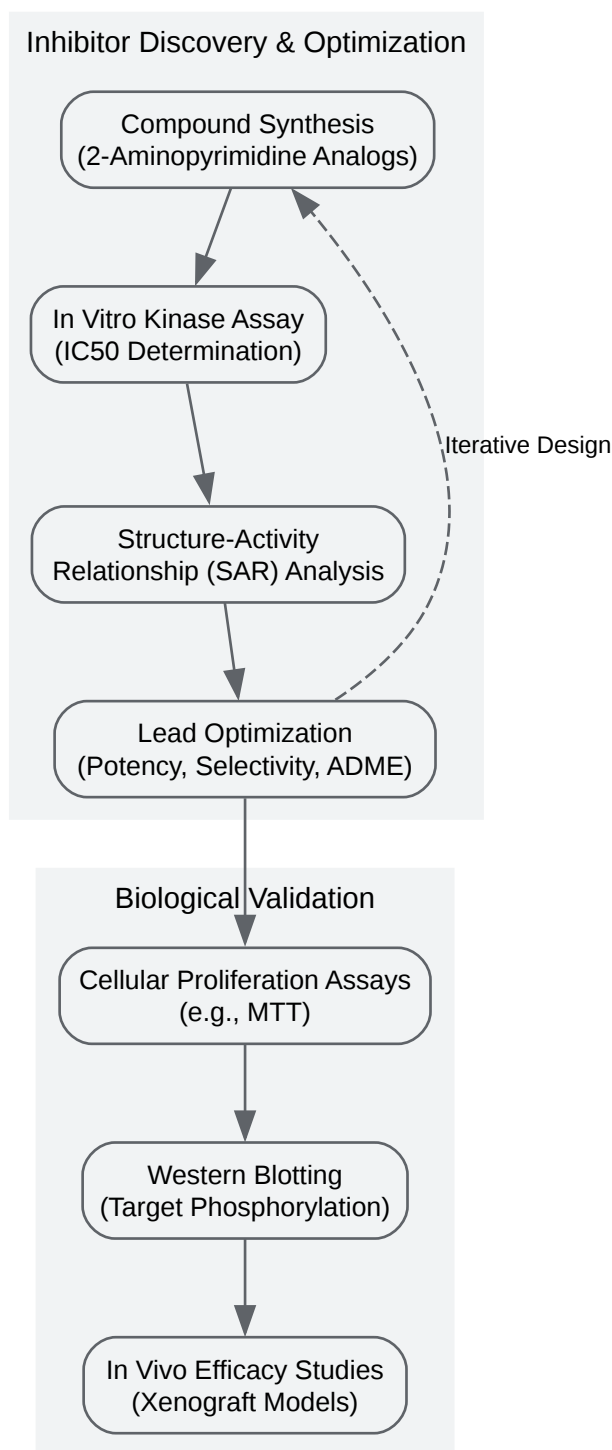 Inhibitor Discovery & Optimization
Compound Synthesis
(2-Aminopyrimidine Analogs)
In Vitro Kinase Assay
(IC50 Determination)
Iterative Design
Structure-Activity
Relationship (SAR) Analysis
Lead Optimization
(Potency, Selectivity, ADME)
Biological Validation
Cellular Proliferation Assays
(e.g., MTT)
Western Blotting
(Target Phosphorylation)
In Vivo Efficacy Studies
(Xenograft Models)